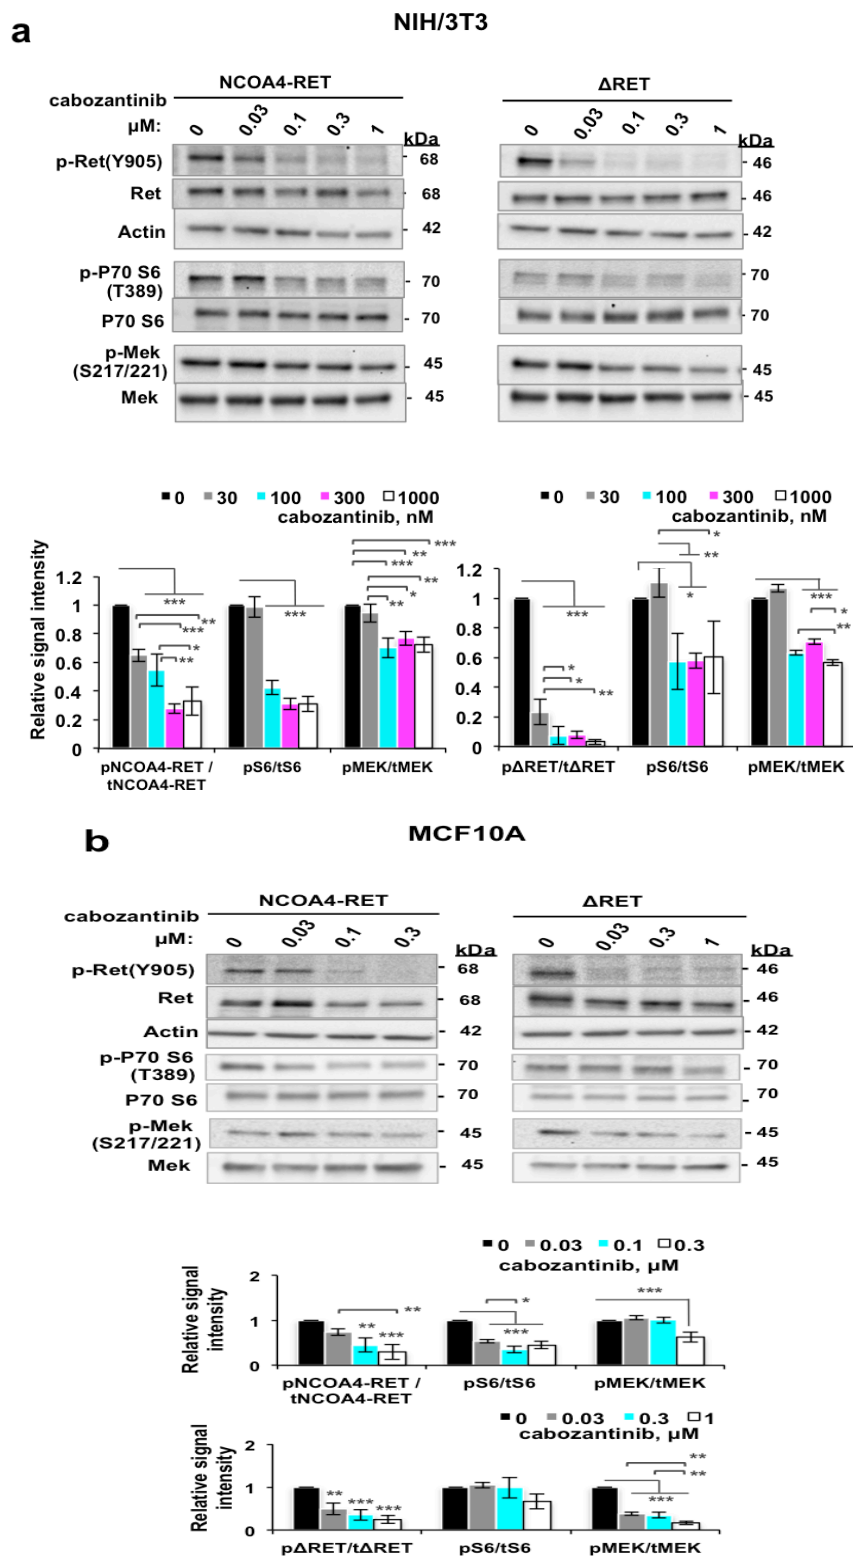 a
NIH/3T3
NCOA4-RET
ΔRET
cabozantinib
µM:
0 0.03 0.1 0.3 1
kDa
0 0.03 0.1 0.3 1
kDa
p-Ret(Y905)
68
46
Ret
68
46
Actin
42
42
p-P70 S6
(T389)
70
70
P70 S6
70
70
p-Mek
(S217/221)
45
45
Mek
45
45
0 30 100 300 1000
cabozantinib, nM
0 30 100 300 1000
cabozantinib, nM
Relative signal intensity
1.2
1
0.8
0.6
0.4
0.2
0
***
**
***
*
**
***
***
**
***
**
*
**
pNCOA4-RET /
tNCOA4-RET
pS6/tS6
pMEK/tMEK
1.2
1
0.8
0.6
0.4
0.2
0
***
*
*
**
*
**
*
***
*
**
pΔRET/tΔRET
pS6/tS6
pMEK/tMEK
b
MCF10A
NCOA4-RET
ΔRET
cabozantinib
µM:
0 0.03 0.1 0.3
kDa
0 0.03 0.3 1
kDa
p-Ret(Y905)
68
46
Ret
68
46
Actin
42
42
p-P70 S6
(T389)
70
70
P70 S6
70
70
p-Mek
(S217/221)
45
45
Mek
45
45
0 0.03 0.1 0.3
cabozantinib, µM
Relative signal
intensity
2
1
0
**
**
***
*
***
***
pNCOA4-RET /
tNCOA4-RET
pS6/tS6
pMEK/tMEK
0 0.03 0.3 1
cabozantinib, µM
Relative signal
intensity
2
1
0
**
***
***
**
**
***
pΔRET/tΔRET
pS6/tS6
pMEK/tMEK